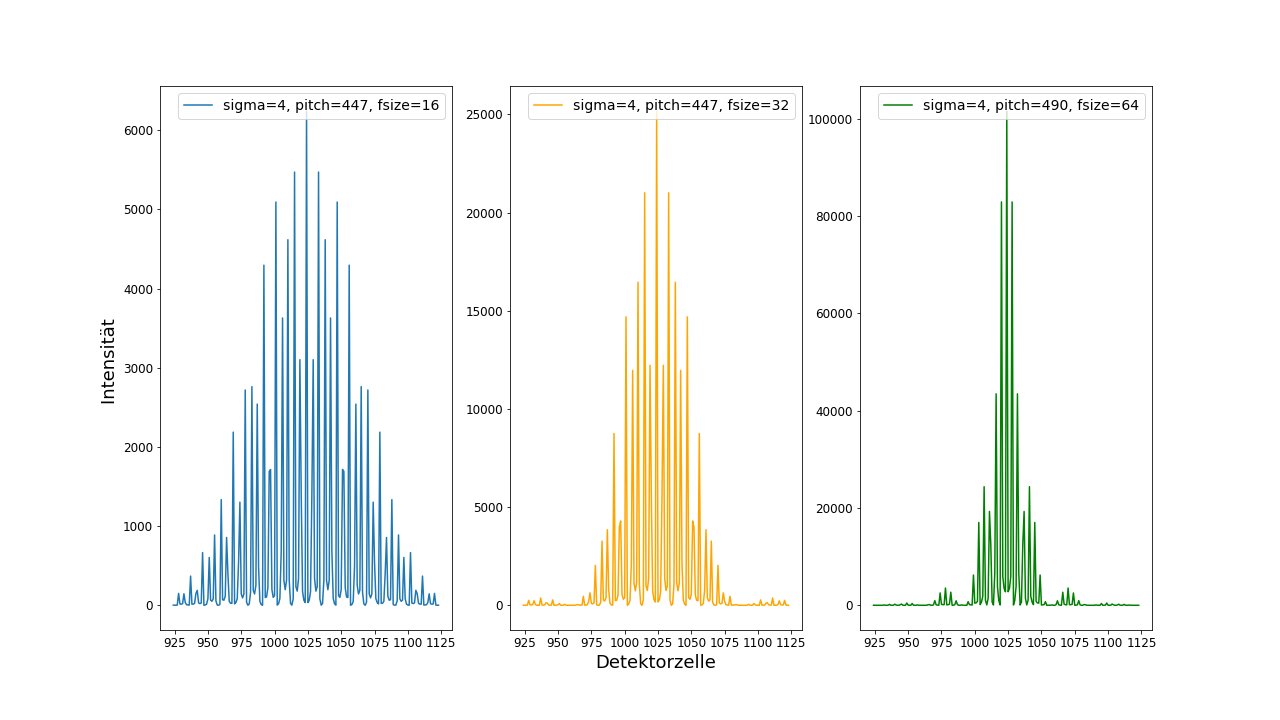 sigma=4, pitch=447, fsize=16
sigma=4, pitch=447, fsize=32
sigma=4, pitch=490, fsize=64
Intensität
6000
5000
4000
3000
2000
1000
0
925 950 975 1000 1025 1050 1075 1100 1125
25000
20000
15000
10000
5000
0
925 950 975 1000 1025 1050 1075 1100 1125
100000
80000
60000
40000
20000
0
925 950 975 1000 1025 1050 1075 1100 1125
Detektorzelle